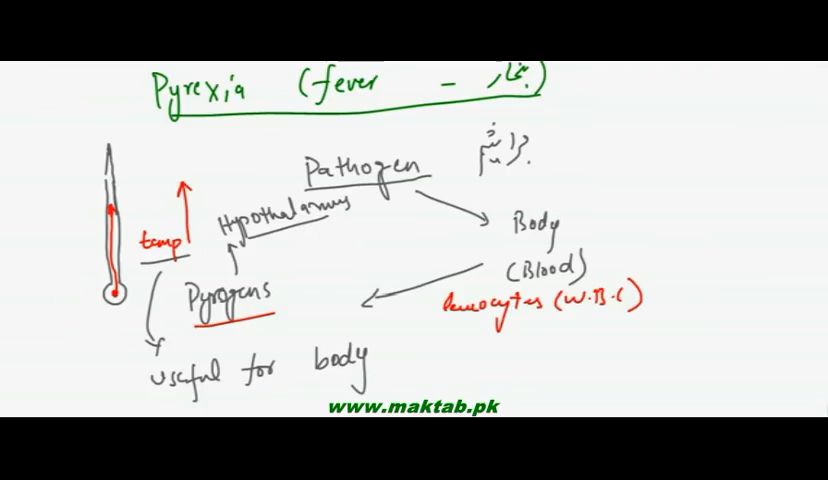 Pyrexia (fever - بخار)
Pathogen جراثیم
Hypothalamus
Body
temp
(Blood)
Pyrogens
Leucocytes (W.B.C)
useful for body
www.maktab.pk